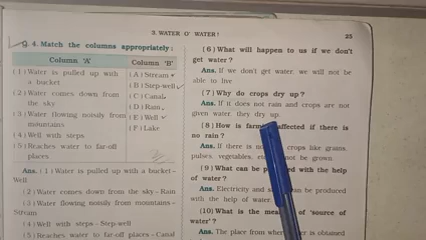 3. WATER O' WATER!
25
Q. 4. Match the columns appropriately :
Column 'A'
Column 'B'
(1) Water is pulled up with
a bucket
(2) Water comes down from
the sky
(3) Water flowing noisily from
mountains
(4) Well with steps
(5) Reaches water to far-off
places
(A) Stream
(B) Step-well
(C) Canal
(D) Rain
(E) Well
(F) Lake
Ans. (1) Water is pulled up with a bucket -
Well
(2) Water comes down from the sky - Rain
(3) Water flowing noisily from mountains -
Stream
(4) Well with steps - Step-well
(5) Reaches water to far-off places - Canal
(6) What will happen to us if we don't
get water ?
Ans. If we don't get water, we will not be
able to live
(7) Why do crops dry up ?
Ans. If it does not rain and crops are not
given water, they dry up.
(8) How is affected if there is
no rain ?
Ans. If there is crops like grains,
pulses, vegetables, not be grown.
(9) What can be with the help
of water ?
Ans. Electricity and can be produced
with the help of water.
(10) What is the of 'source of
water' ?
Ans. The place from where is obtained